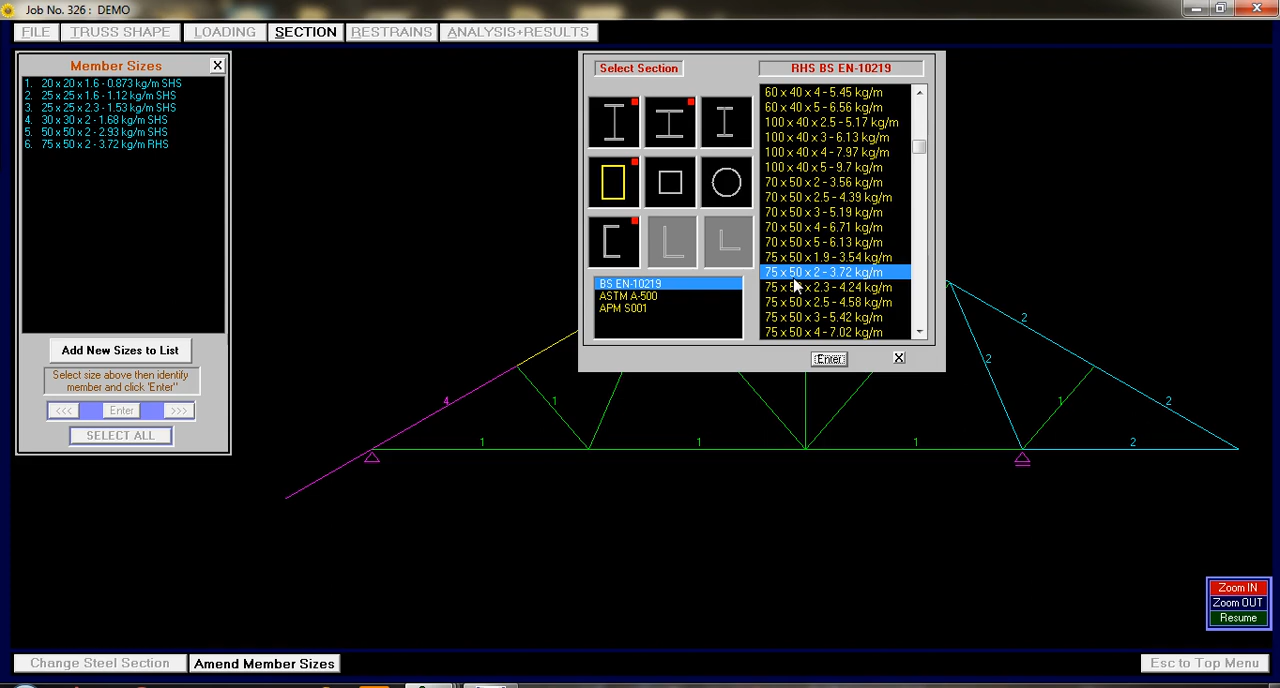 Job No. 326 : DEMO
FILE TRUSS SHAPE LOADING SECTION RESTRAINS ANALYSIS+RESULTS
Member Sizes X
1. 20 x 20 x 1.6 - 0.873 kg/m SHS
2. 25 x 25 x 1.6 - 1.12 kg/m SHS
3. 25 x 25 x 2.3 - 1.53 kg/m SHS
4. 30 x 30 x 2 - 1.68 kg/m SHS
5. 50 x 50 x 2 - 2.93 kg/m SHS
6. 75 x 50 x 2 - 3.72 kg/m RHS
Add New Sizes to List
Select size above then identify
member and click 'Enter"
<<< Enter >>>
SELECT ALL
Select Section
BS EN-10219
ASTM A-500
APM S001
RHS BS EN-10219
60 x 40 x 4 - 5.45 kg/m
60 x 40 x 5 - 6.56 kg/m
100 x 40 x 2.5 - 5.17 kg/m
100 x 40 x 3 - 6.13 kg/m
100 x 40 x 4 - 7.97 kg/m
100 x 40 x 5 - 9.7 kg/m
70 x 50 x 2 - 3.56 kg/m
70 x 50 x 2.5 - 4.39 kg/m
70 x 50 x 3 - 5.19 kg/m
70 x 50 x 4 - 6.71 kg/m
70 x 50 x 5 - 6.13 kg/m
75 x 50 x 1.9 - 3.54 kg/m
75 x 50 x 2 - 3.72 kg/m
75 x 50 x 2.3 - 4.24 kg/m
75 x 50 x 2.5 - 4.58 kg/m
75 x 50 x 3 - 5.42 kg/m
75 x 50 x 4 - 7.02 kg/m
Enter X
2
2
4 1 1 2
1 1 1 2
Zoom IN
Zoom OUT
Resume
Change Steel Section Amend Member Sizes Esc to Top Menu